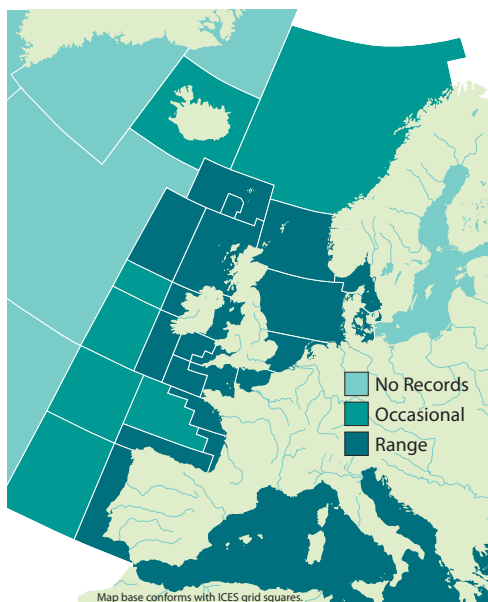 No Records
Occasional
Range
Map base conforms with ICES grid squares.